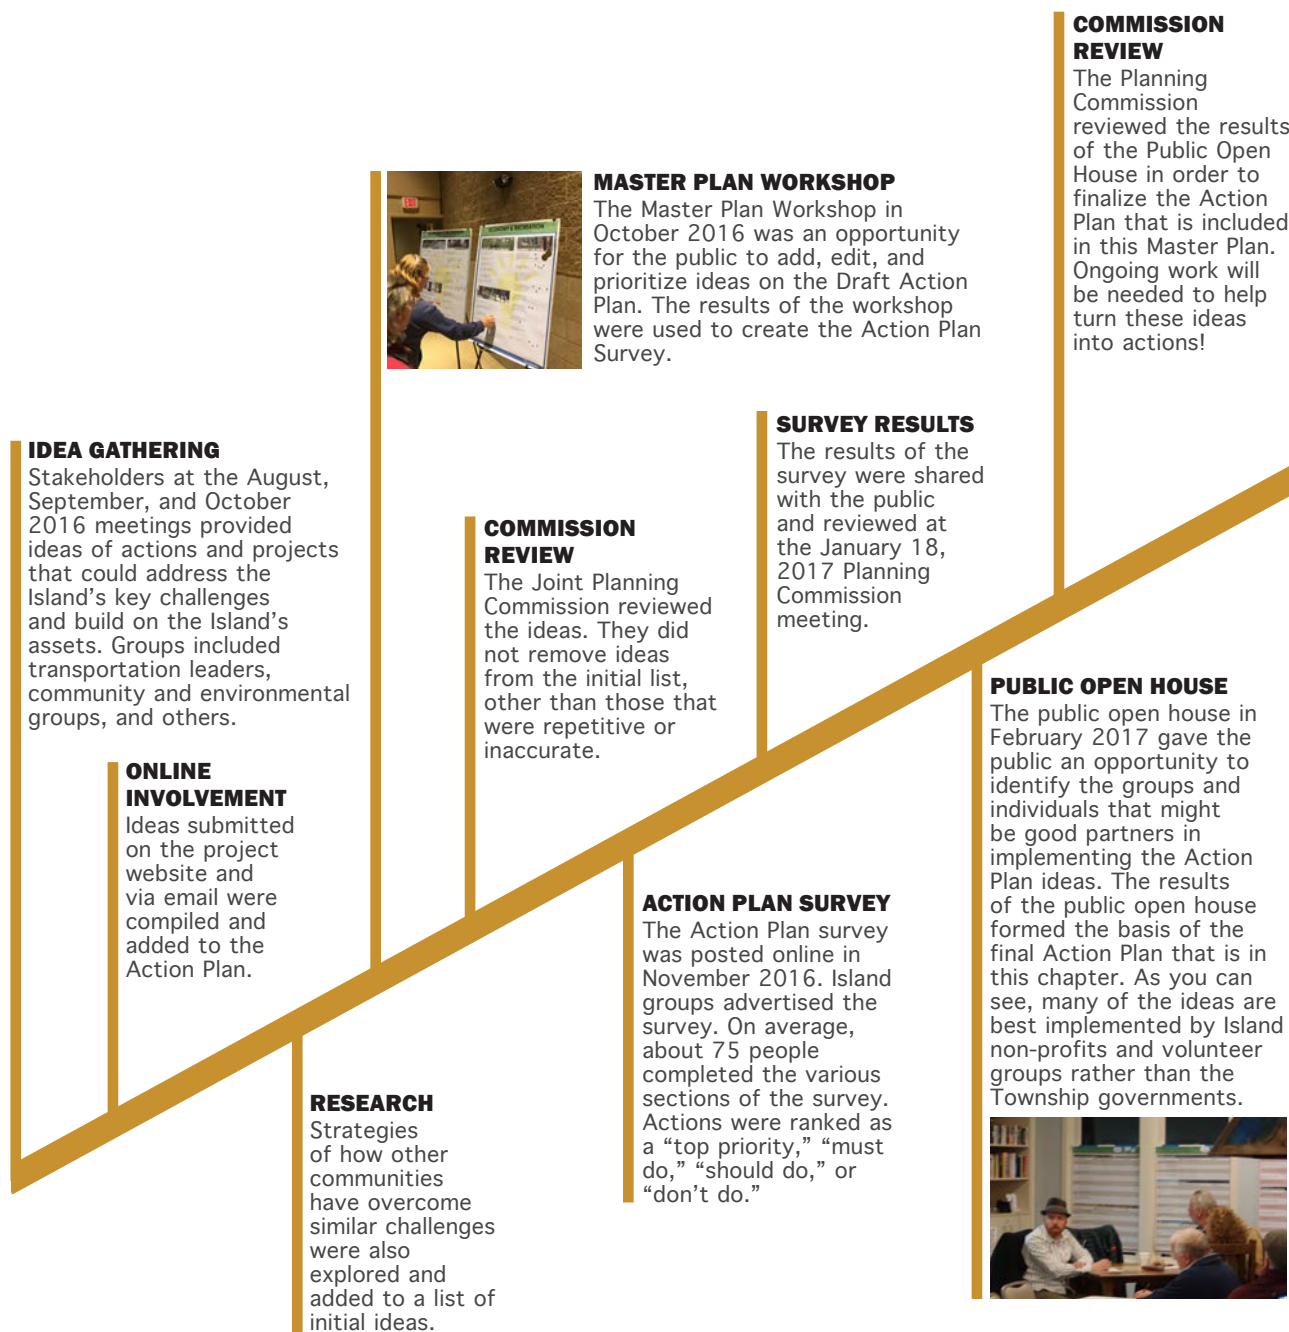 IDEA GATHERING
Stakeholders at the August,
September, and October
2016 meetings provided
ideas of actions and projects
that could address the
Island’s key challenges
and build on the Island’s
assets. Groups included
transportation leaders,
community and environmental
groups, and others.
ONLINE
INVOLVEMENT
Ideas submitted
on the project
website and
via email were
compiled and
added to the
Action Plan.
RESEARCH
Strategies
of how other
communities
have overcome
similar challenges
were also
explored and
added to a list of
initial ideas.
MASTER PLAN WORKSHOP
The Master Plan Workshop in
October 2016 was an opportunity
for the public to add, edit, and
prioritize ideas on the Draft Action
Plan. The results of the workshop
were used to create the Action Plan
Survey.
COMMISSION
REVIEW
The Joint Planning
Commission reviewed
the ideas. They did
not remove ideas
from the initial list,
other than those that
were repetitive or
inaccurate.
ACTION PLAN SURVEY
The Action Plan survey
was posted online in
November 2016. Island
groups advertised the
survey. On average,
about 75 people
completed the various
sections of the survey.
Actions were ranked as
a “top priority,” “must
do,” “should do,” or
“don’t do.”
SURVEY RESULTS
The results of the
survey were shared
with the public
and reviewed at
the January 18,
2017 Planning
Commission
meeting.
PUBLIC OPEN HOUSE
The public open house in
February 2017 gave the
public an opportunity to
identify the groups and
individuals that might
be good partners in
implementing the Action
Plan ideas. The results
of the public open house
formed the basis of the
final Action Plan that is in
this chapter. As you can
see, many of the ideas are
best implemented by Island
non-profits and volunteer
groups rather than the
Township governments.
COMMISSION
REVIEW
The Planning
Commission
reviewed the results
of the Public Open
House in order to
finalize the Action
Plan that is included
in this Master Plan.
Ongoing work will
be needed to help
turn these ideas
into actions!
ECONOMY & RECREATION